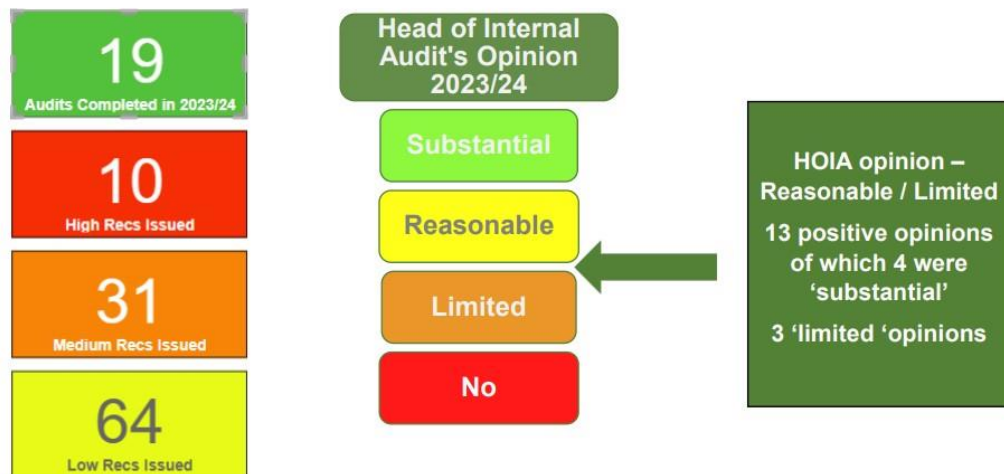 19
Audits Completed in 2023/24
10
High Recs Issued
31
Medium Recs Issued
64
Low Recs Issued
Head of Internal
Audit's Opinion
2023/24
Substantial
Reasonable
Limited
No
HOIA opinion –
Reasonable / Limited
13 positive opinions
of which 4 were
‘substantial’
3 ‘limited ‘opinions